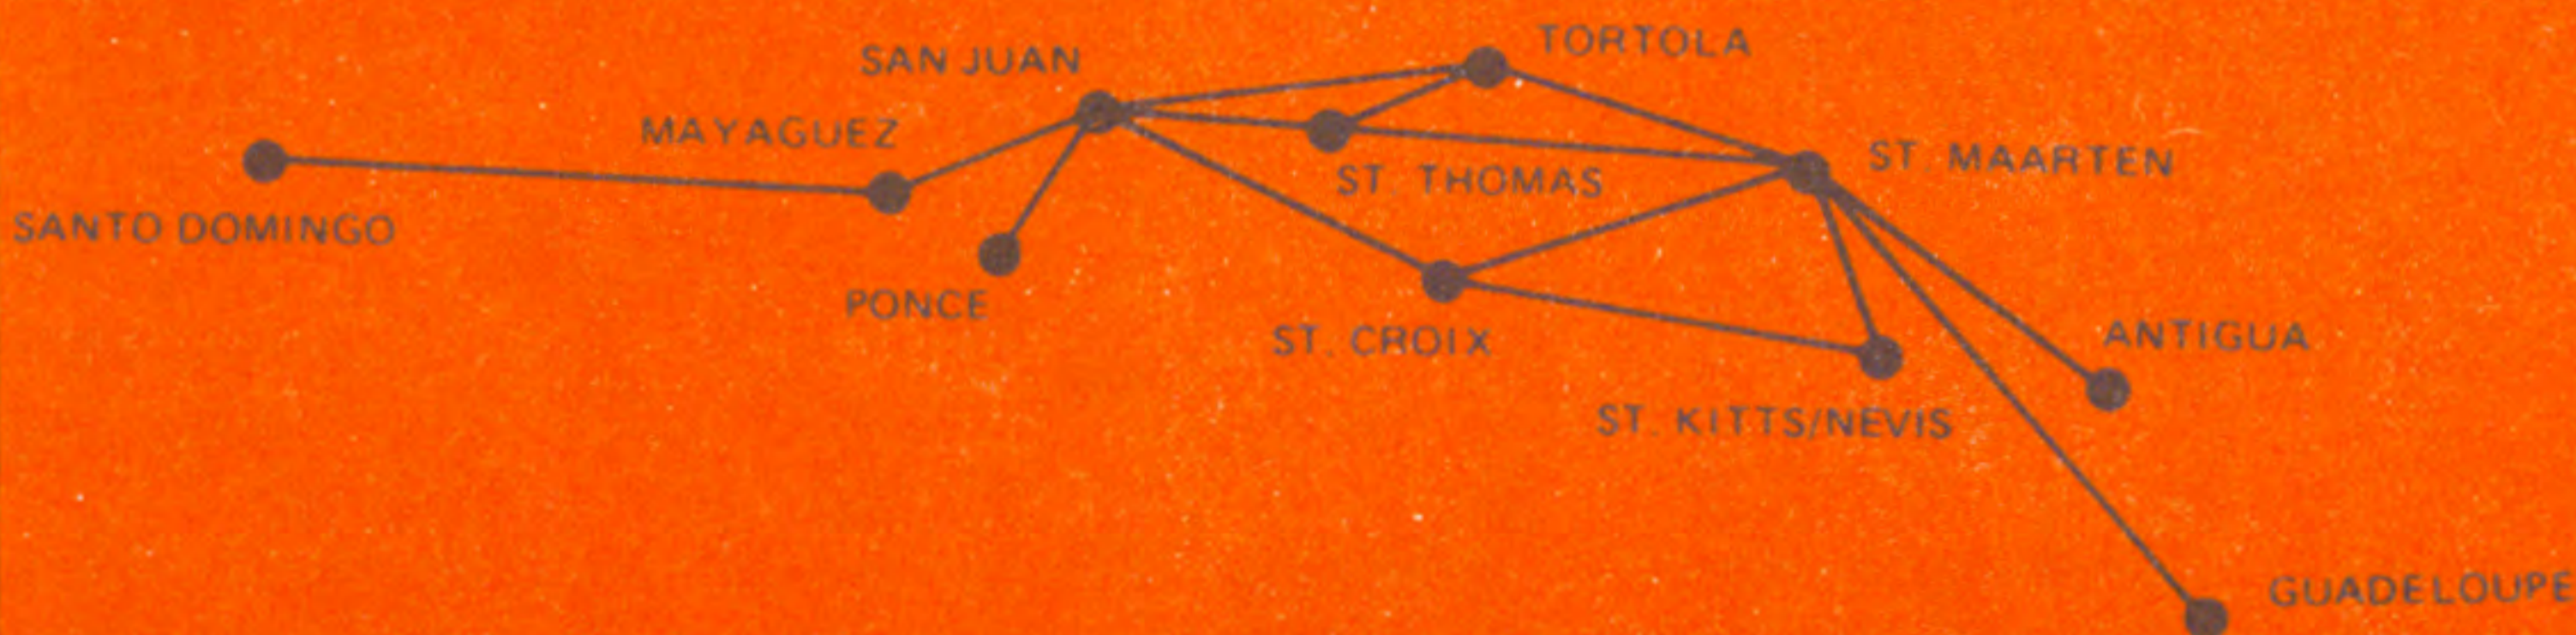 TORTOLA
SAN JUAN
MAYAGUEZ
ST. MAARTEN
ST. THOMAS
SANTO DOMINGO
PONCE
ST. CROIX
ANTIGUA
ST. KITTS/NEVIS
GUADELOUPE